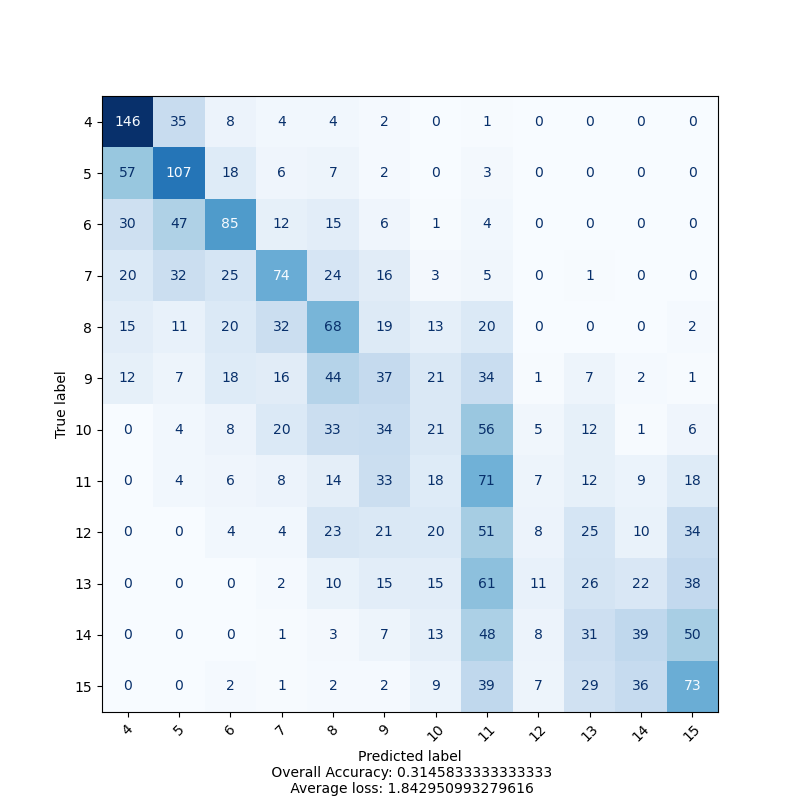 4 146 35 8 4 4 2 0 1 0 0 0 0
5 57 107 18 6 7 2 0 3 0 0 0 0
6 30 47 85 12 15 6 1 4 0 0 0 0
7 20 32 25 74 24 16 3 5 0 1 0 0
8 15 11 20 32 68 19 13 20 0 0 0 2
9 12 7 18 16 44 37 21 34 1 7 2 1
10 0 4 8 20 33 34 21 56 5 12 1 6
11 0 4 6 8 14 33 18 71 7 12 9 18
12 0 0 4 4 23 21 20 51 8 25 10 34
13 0 0 0 2 10 15 15 61 11 26 22 38
14 0 0 0 1 3 7 13 48 8 31 39 50
15 0 0 2 1 2 2 9 39 7 29 36 73
True label
4 5 6 7 8 9 10 11 12 13 14 15
Predicted label
Overall Accuracy: 0.3145833333333333
Average loss: 1.842950993279616